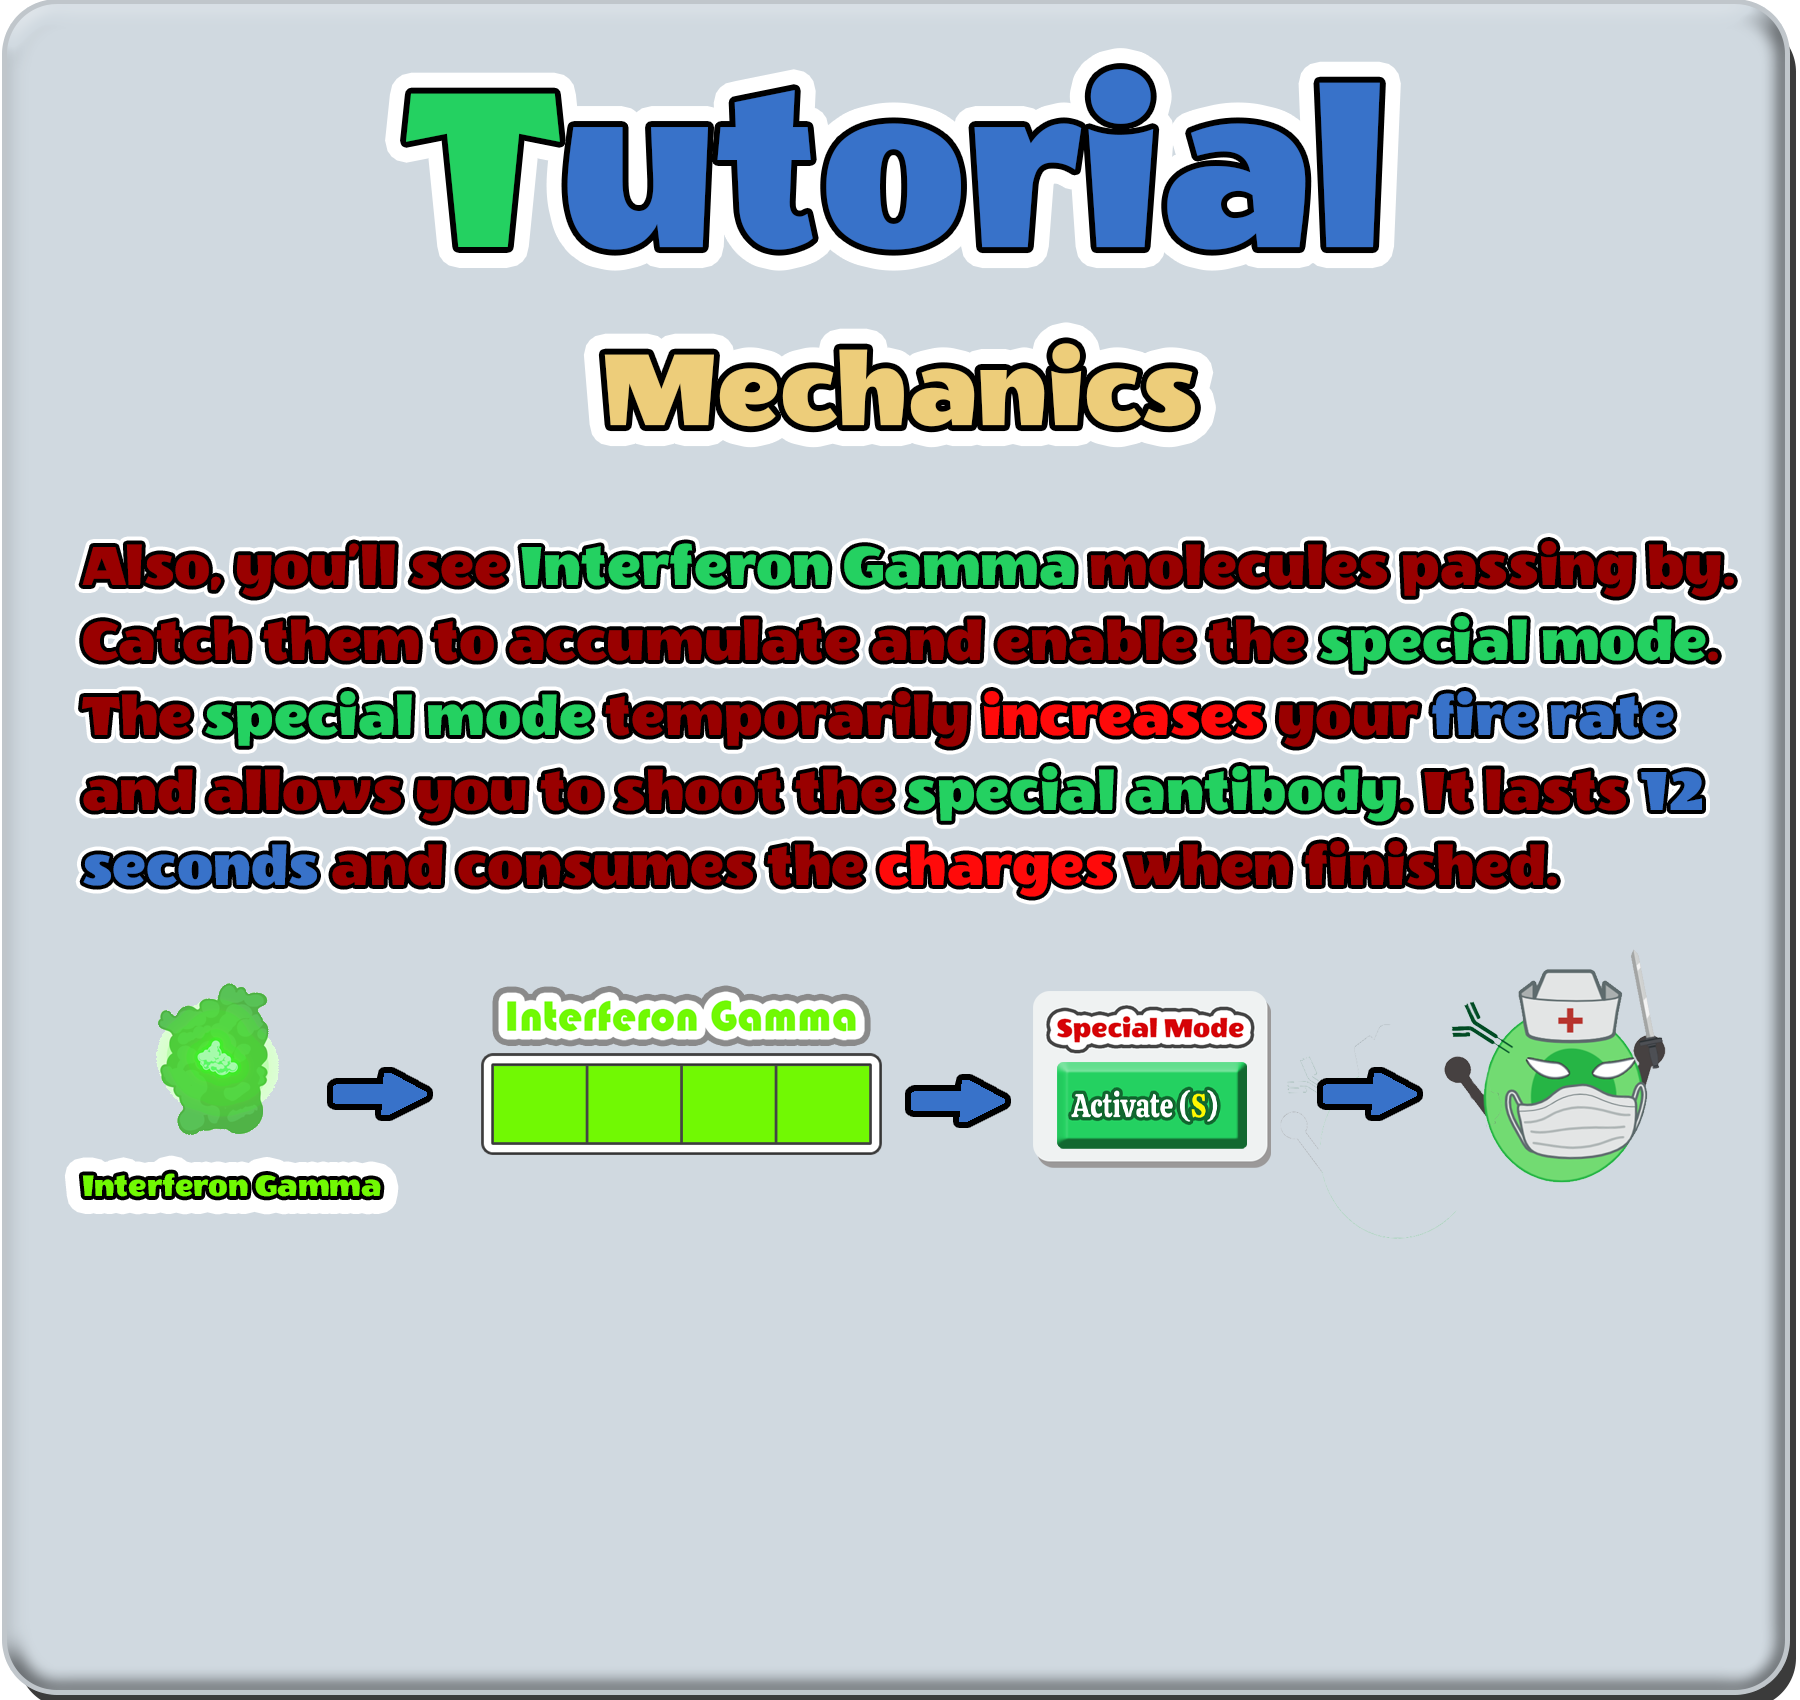 Tutorial
Mechanics
Also, you'll see Interferon Gamma molecules passing by.
Catch them to accumulate and enable the special mode.
The special mode temporarily increases your fire rate
and allows you to shoot the special antibody. It lasts 12
seconds and consumes the charges when finished.
Interferon Gamma
Special Mode
Activate (S)
Interferon Gamma